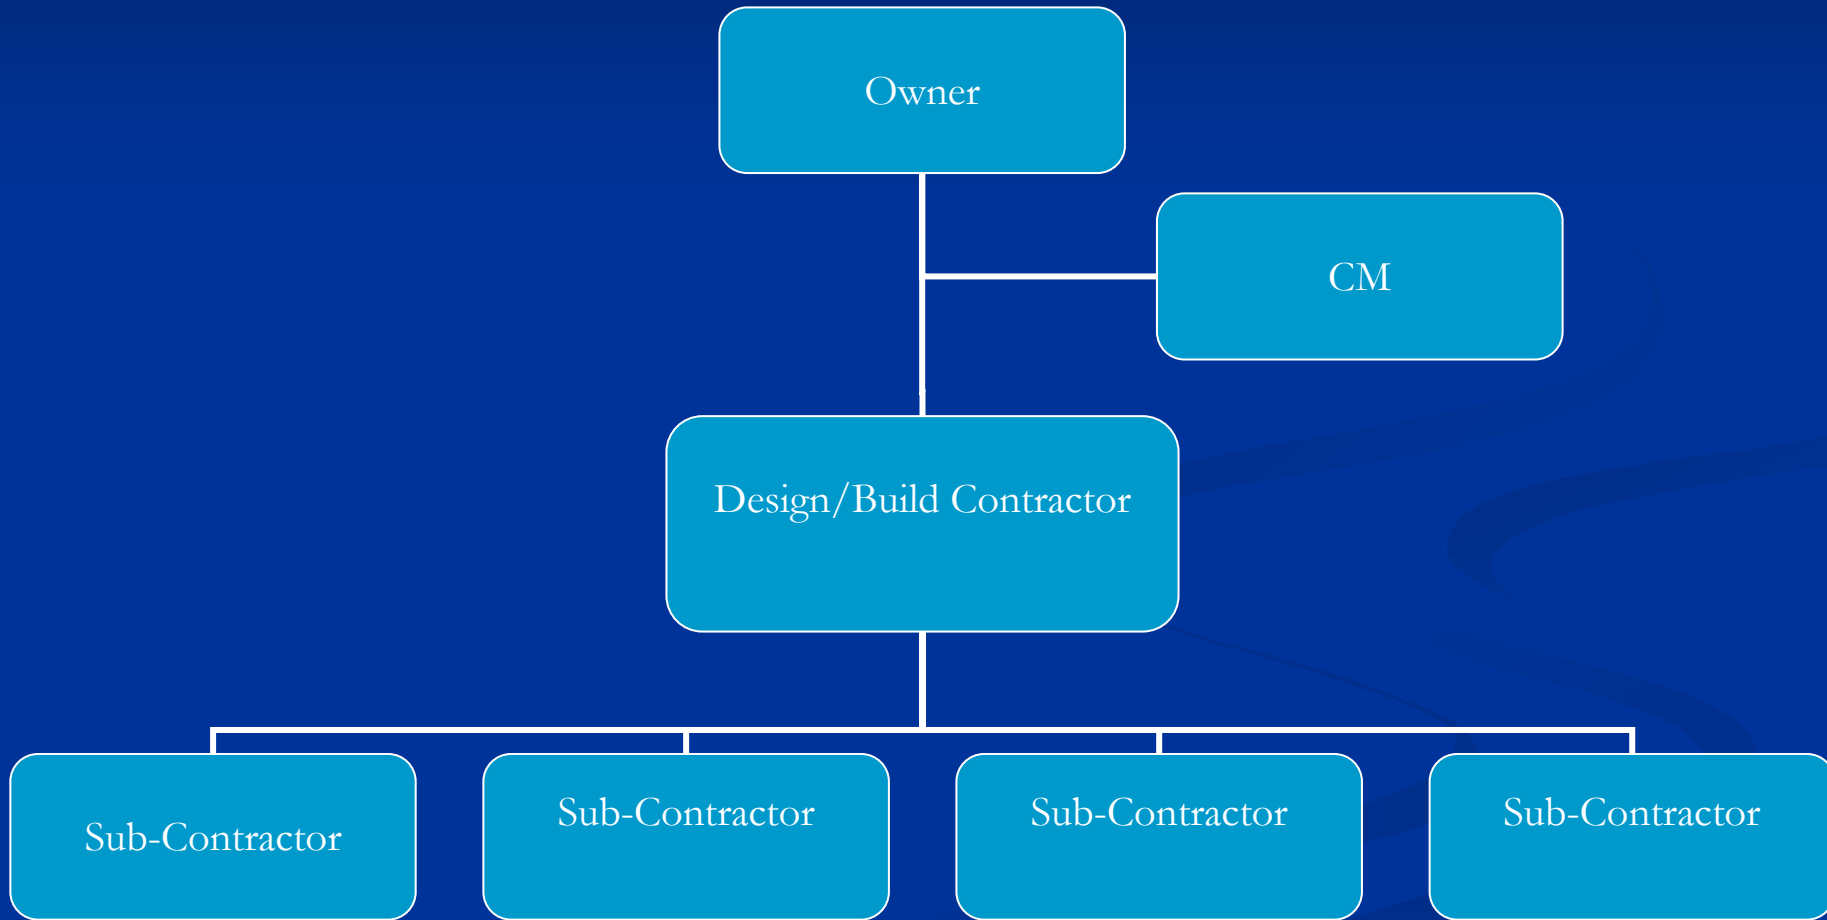 Owner
CM
Design/Build Contractor
Sub-Contractor
Sub-Contractor
Sub-Contractor
Sub-Contractor